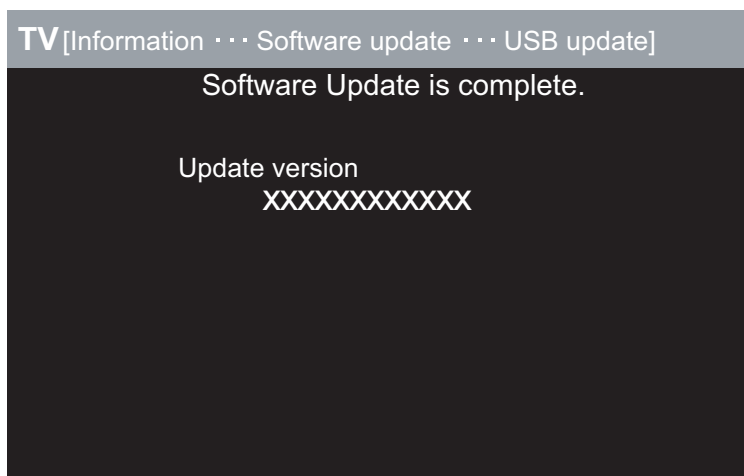 TV [Information ··· Software update ··· USB update]
Software Update is complete.
Update version
XXXXXXXXXXXX